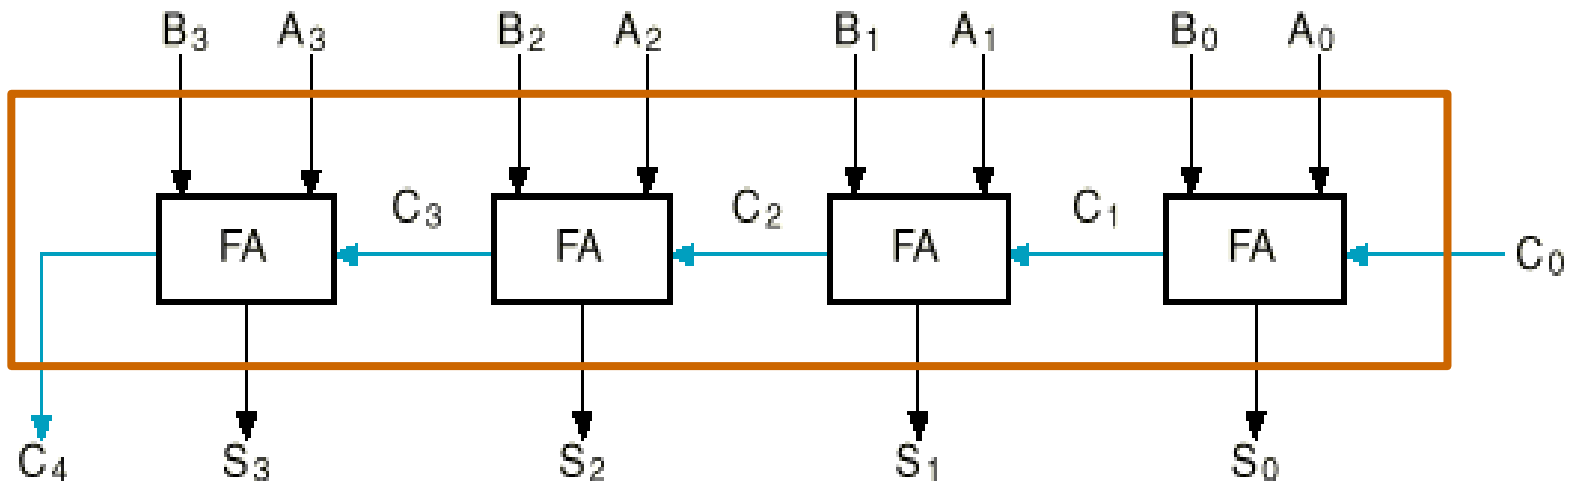 B3 A3 B2 A2 B1 A1 B0 A0
C3 C2 C1
FA FA FA FA C0
C4 S3 S2 S1 S0